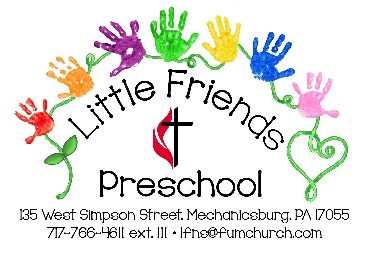 Little Friends
Preschool
135 West Simpson Street, Mechanicsburg, PA 17055
717-766-4611 ext. 111 • lfns@fumchurch.com